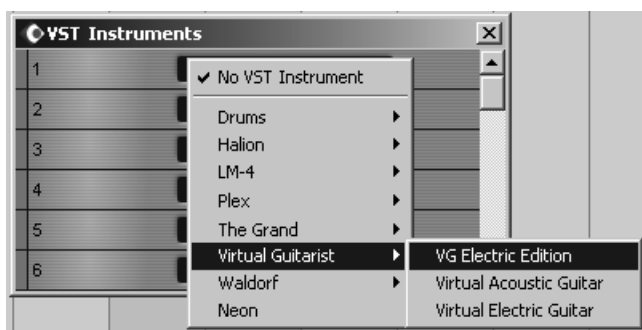 VST Instruments
1
2
3
4
5
6
No VST Instrument
Drums
Halion
LM-4
Plex
The Grand
Virtual Guitarist
Waldorf
Neon
VG Electric Edition
Virtual Acoustic Guitar
Virtual Electric Guitar